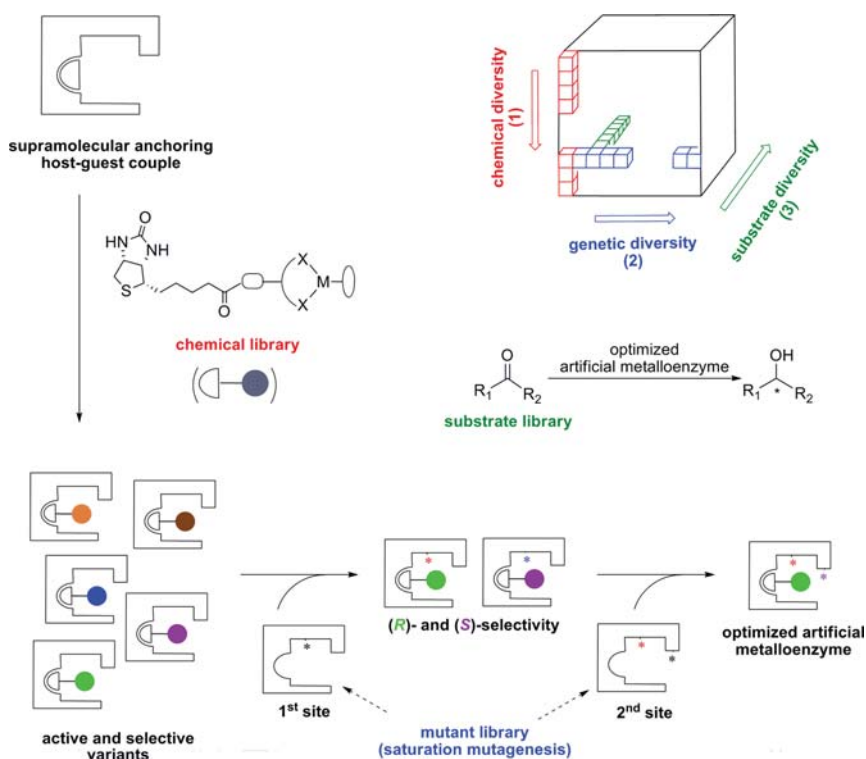 supramolecular anchoring
host-guest couple
chemical diversity
(1)
genetic diversity
(2)
substrate diversity
(3)
O
HN
NH
S
O
X
X
M
chemical library
O
R1
R2
optimized
artificial metalloenzyme
OH
R1
R2
*
substrate library
*
*
*
*
(R)- and (S)-selectivity
optimized artificial
metalloenzyme
*
*
*
1st site
2nd site
mutant library
(saturation mutagenesis)
active and selective
variants